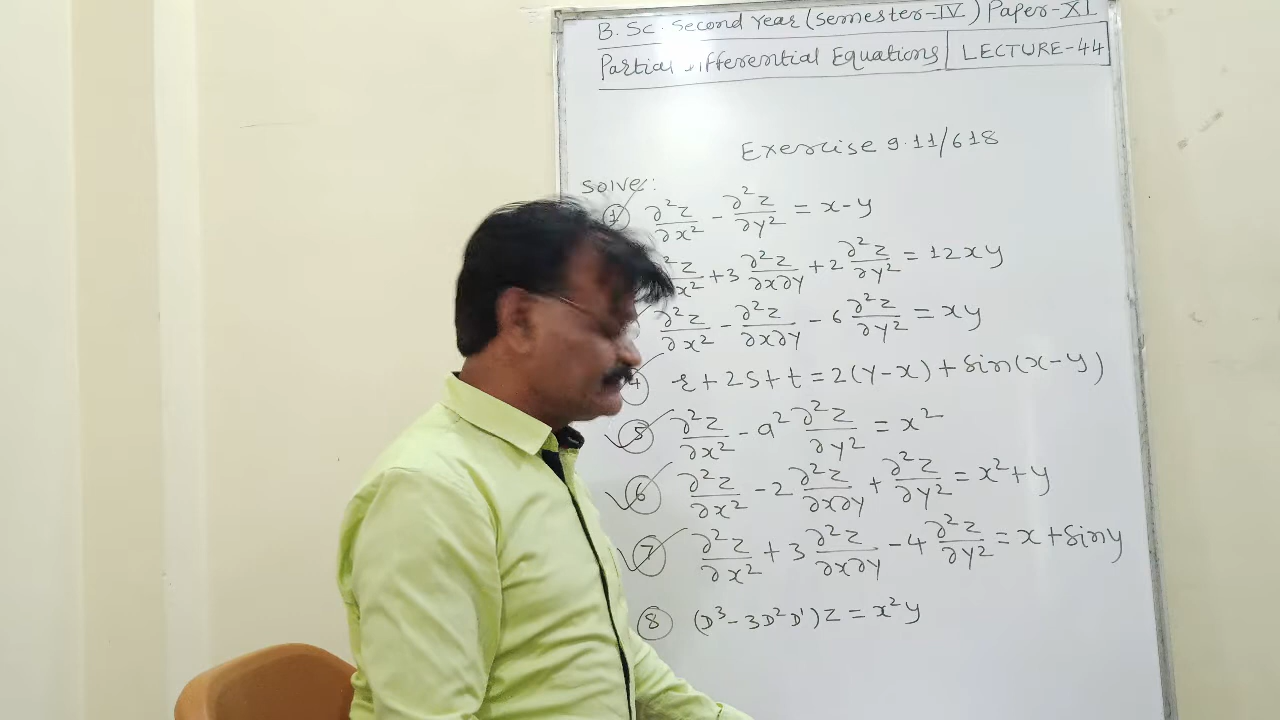 B.Sc. Second Year (Semester-IV) Paper-XI
Partial Differential Equations | LECTURE-44
Exercise 9.11/618
Solve:
① ∂²z/∂x² - ∂²z/∂y² = x-y
z/∂x² + 3 ∂²z/∂x∂y + 2 ∂²z/∂y² = 12xy
∂²z/∂x² - ∂²z/∂x∂y - 6 ∂²z/∂y² = xy
④ r + 2s + t = 2(y-x) + sin(x-y)
⑤ ∂²z/∂x² - a² ∂²z/∂y² = x²
⑥ ∂²z/∂x² - 2 ∂²z/∂x∂y + ∂²z/∂y² = x²+y
⑦ ∂²z/∂x² + 3 ∂²z/∂x∂y - 4 ∂²z/∂y² = x + siny
⑧ (D³ - 3D²D')z = x²y